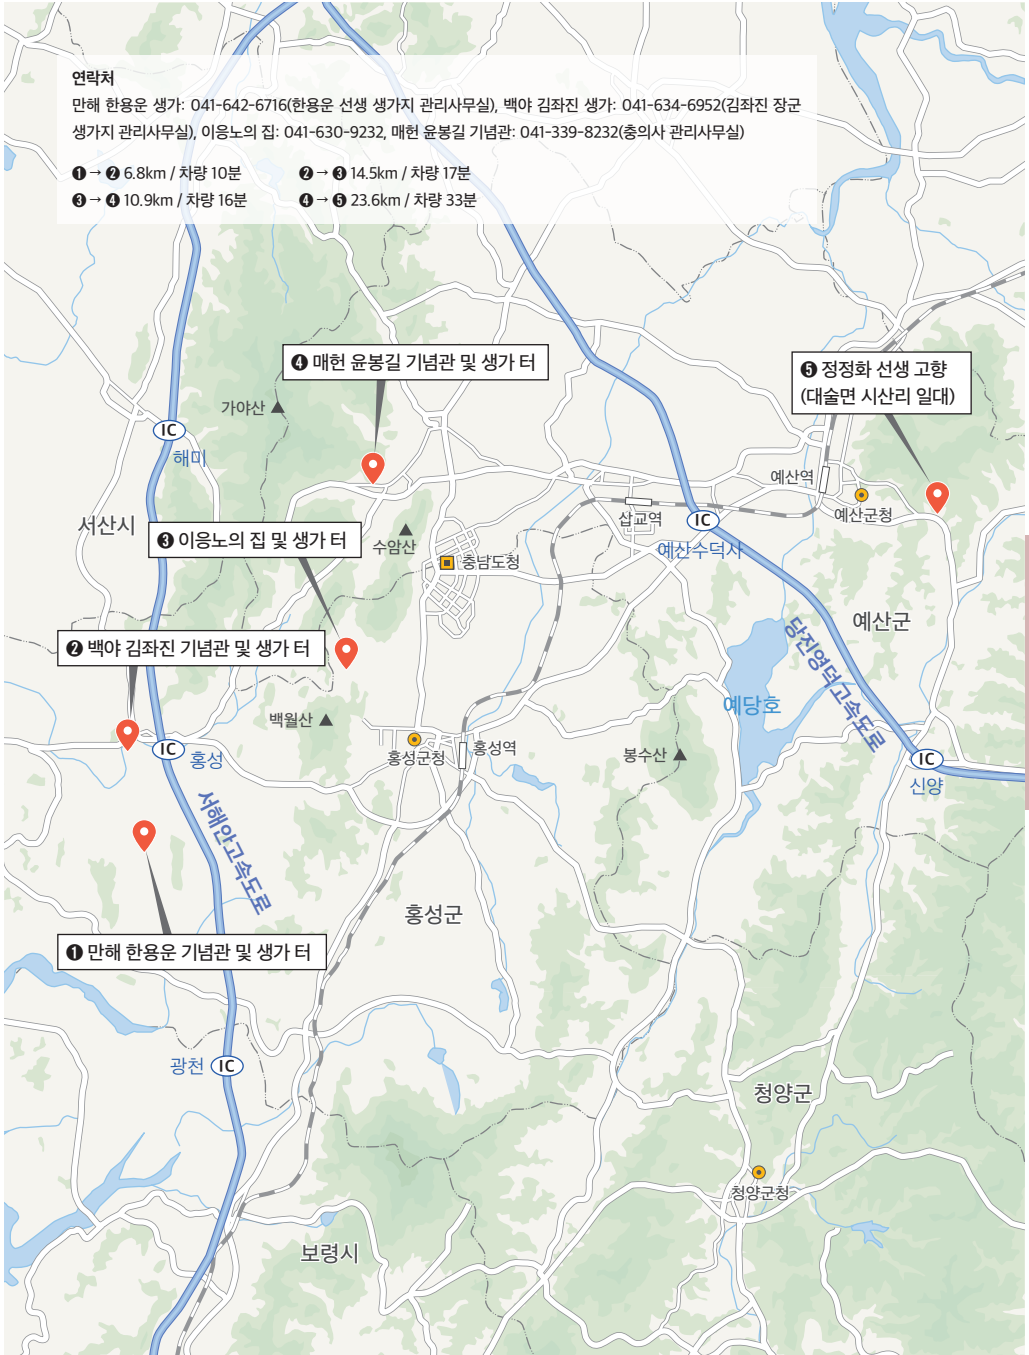 연락처
만해 한용운 생가: 041-642-6716(한용운 선생 생가지 관리사무실), 백야 김좌진 생가: 041-634-6952(김좌진 장군
생가지 관리사무실), 이응노의 집: 041-630-9232, 매헌 윤봉길 기념관: 041-339-8232(충의사 관리사무실)
❶ → ❷ 6.8km / 차량 10분
❷ → ❸ 14.5km / 차량 17분
❸ → ❹ 10.9km / 차량 16분
❹ → ❺ 23.6km / 차량 33분
❹ 매헌 윤봉길 기념관 및 생가 터
❺ 정정화 선생 고향
(대술면 시산리 일대)
가야산
IC
해미
예산역
예산군청
서산시
삽교역
IC
예산수덕사
❸ 이응노의 집 및 생가 터
수암산
충남도청
예산군
당진영덕고속도로
❷ 백야 김좌진 기념관 및 생가 터
예당호
백월산
IC
홍성
홍성군청
홍성역
봉수산
IC
신양
서해안고속도로
홍성군
❶ 만해 한용운 기념관 및 생가 터
광천
IC
청양군
청양군청
보령시